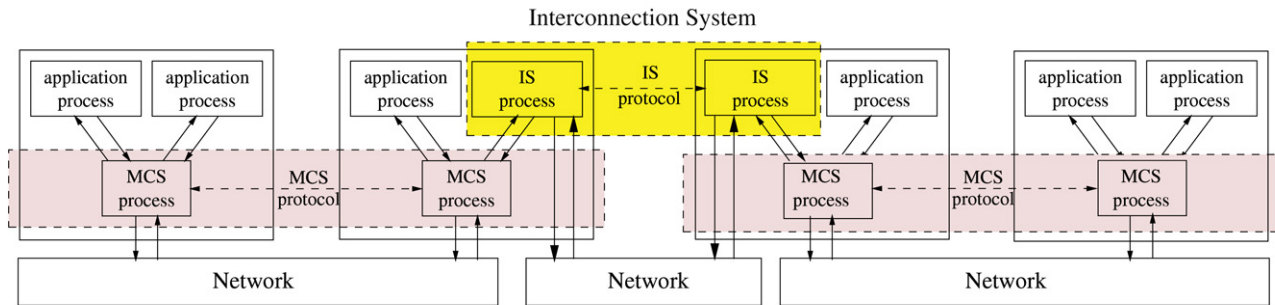 Interconnection System
application
process
application
process
application
process
IS
process
IS
protocol
IS
process
application
process
application
process
application
process
MCS
process
MCS
protocol
MCS
process
MCS
process
MCS
protocol
MCS
process
Network
Network
Network